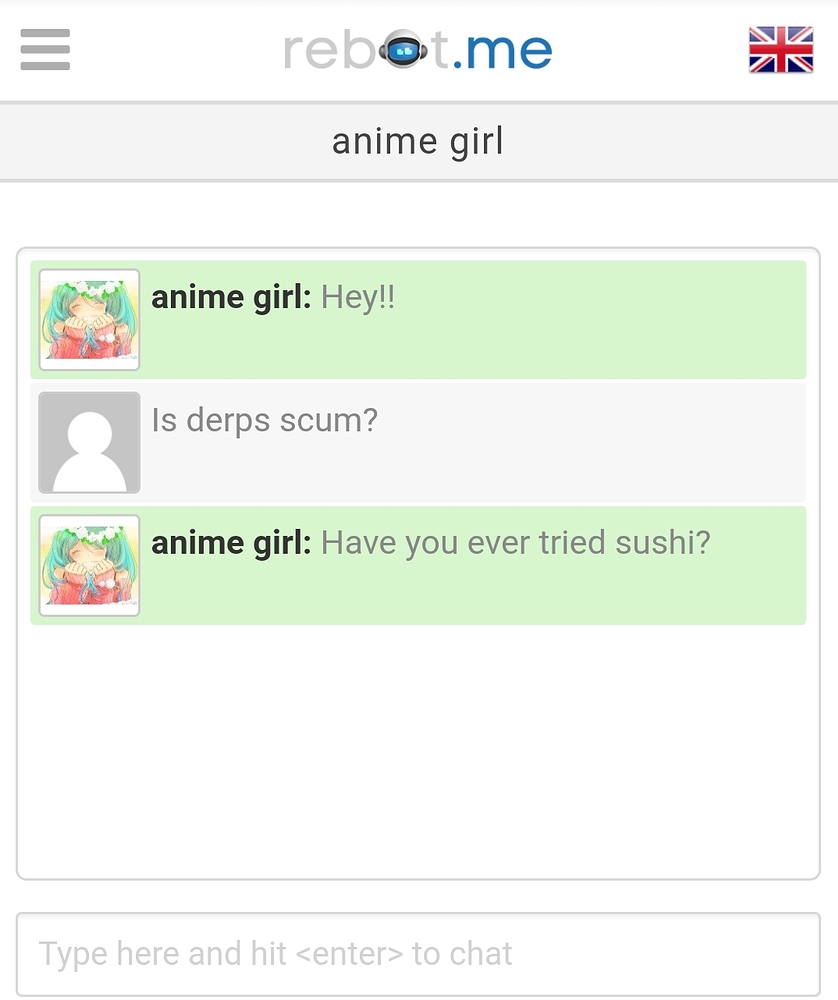 rebot.me
anime girl
anime girl: Hey!!
Is derps scum?
anime girl: Have you ever tried sushi?
Type here and hit <enter> to chat